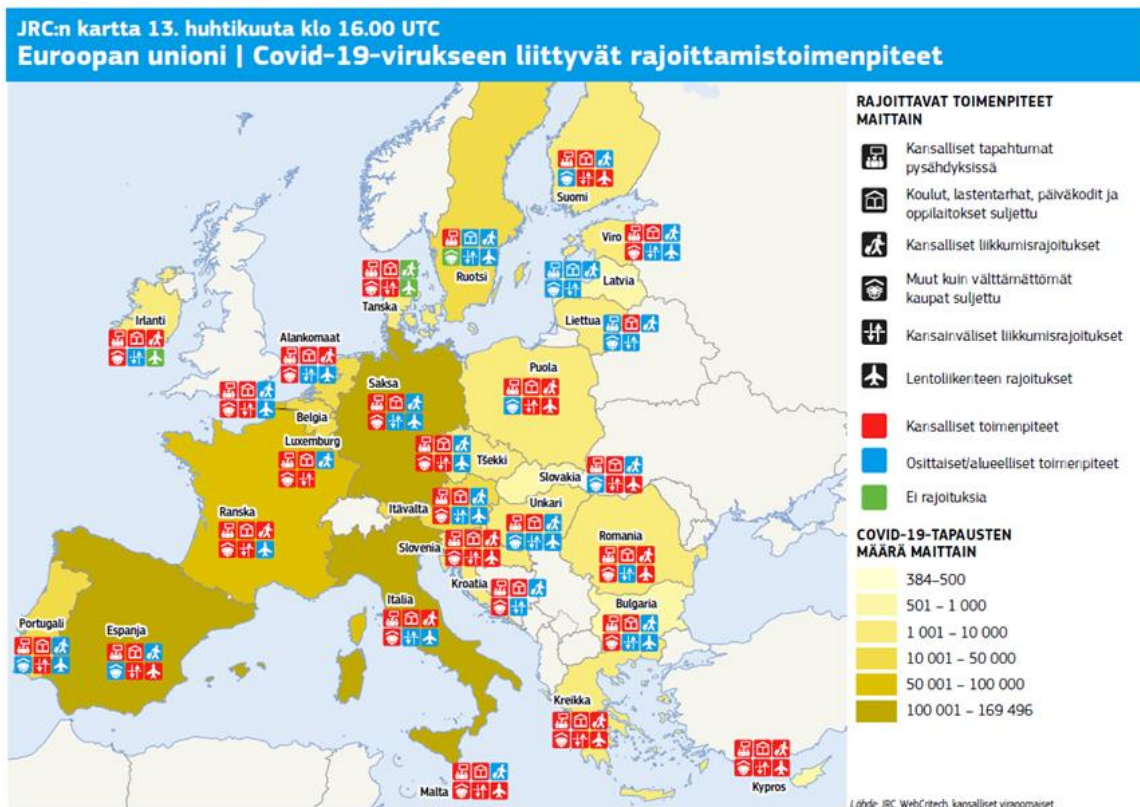 JRC:n kartta 13. huhtikuuta klo 16.00 UTC
Euroopan unioni | Covid-19-virukseen liittyvät rajoittamistoimenpiteet
Suomi
Viro
Ruotsi
Latvia
Tanska
Liettua
Irlanti
Alankomaat
Puola
Saksa
Belgia
Luxemburg
Tšekki
Slovakia
Ranska
Itävalta
Unkari
Slovenia
Romania
Kroatia
Italia
Bulgaria
Portugali
Espanja
Kreikka
Malta
Kypros
RAJOITTAVAT TOIMENPITEET
MAITTAIN
Kansalliset tapahtumat
pysähdyksissä
Koulut, lastentarhat, päiväkodit ja
oppilaitokset suljettu
Kansalliset liikkumisrajoitukset
Muut kuin välttämättömät
kaupat suljettu
Kansainväliset liikkumisrajoitukset
Lentoliikenteen rajoitukset
Kansalliset toimenpiteet
Osittaiset/alueelliset toimenpiteet
Ei rajoituksia
COVID-19-TAPAUSTEN
MÄÄRÄ MAITTAIN
384–500
501 – 1 000
1 001 – 10 000
10 001 – 50 000
50 001 – 100 000
100 001 – 169 496
Lähde: JRC, WebCritech, kansalliset viranomaiset